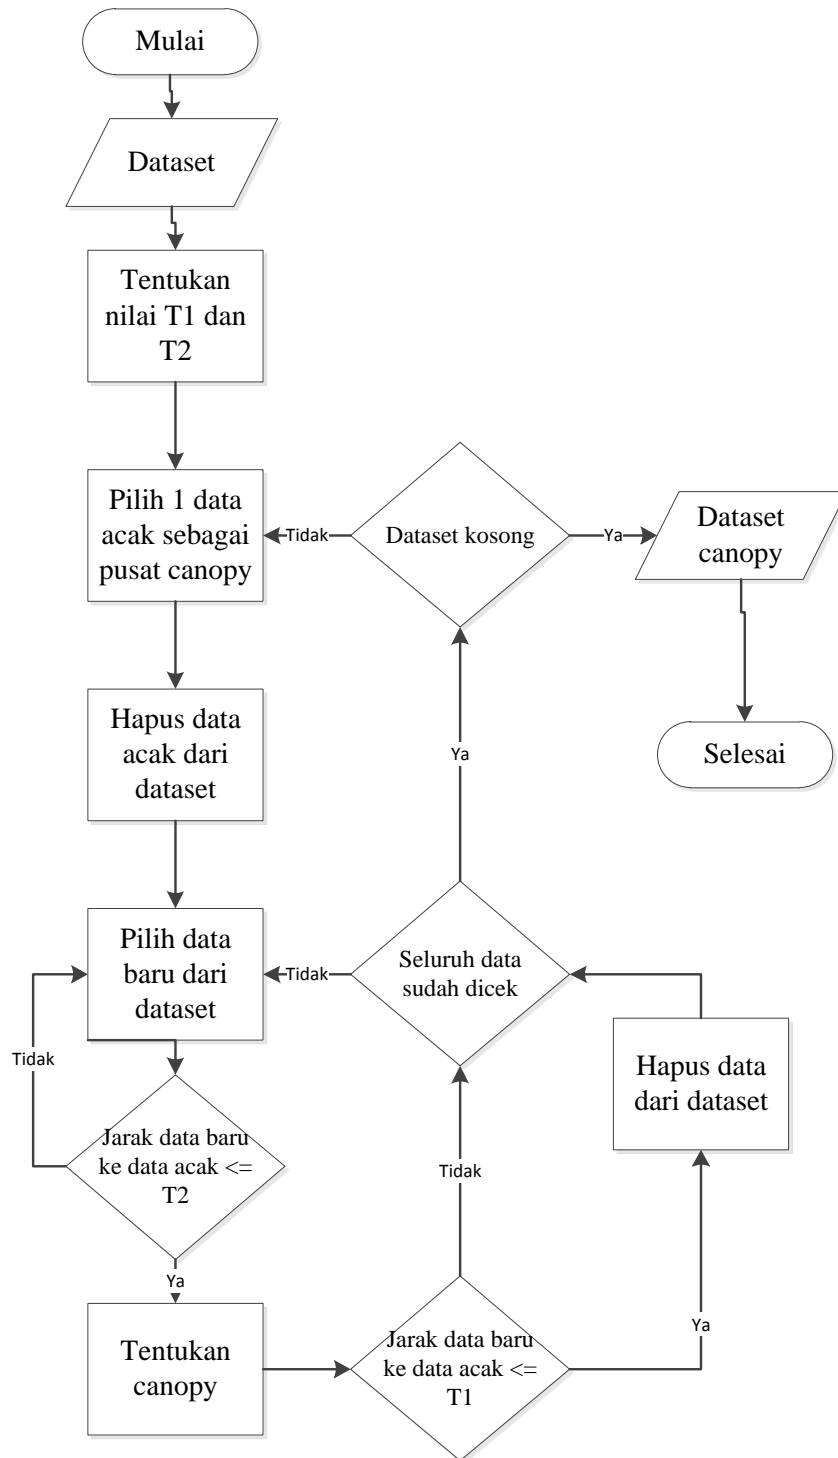 Mulai
Dataset
Tentukan
nilai T1 dan
T2
Pilih 1 data
acak sebagai
pusat canopy
Tidak
Dataset kosong
Ya
Dataset
canopy
Hapus data
acak dari
dataset
Ya
Selesai
Pilih data
baru dari
dataset
Tidak
Seluruh data
sudah dicek
Tidak
Hapus data
dari dataset
Jarak data baru
ke data acak <=
T2
Tidak
Ya
Tentukan
canopy
Jarak data baru
ke data acak <=
T1
Ya